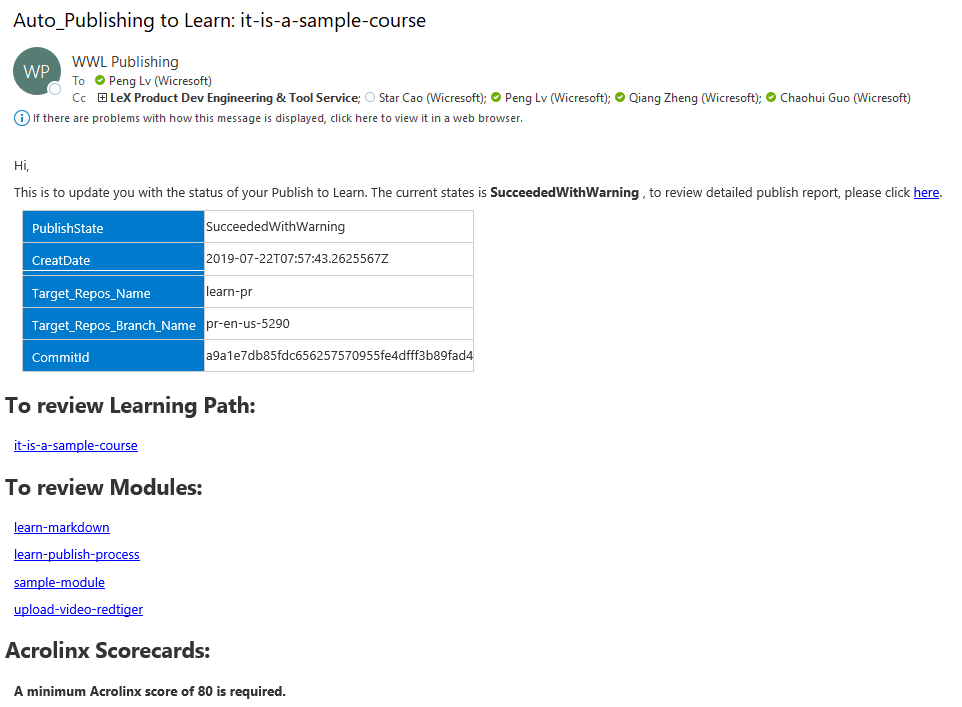 Auto_Publishing to Learn: it-is-a-sample-course
WP
WWL Publishing
To Peng Lv (Wicresoft)
Cc LeX Product Dev Engineering & Tool Service; Star Cao (Wicresoft); Peng Lv (Wicresoft); Qiang Zheng (Wicresoft); Chaohui Guo (Wicresoft)
If there are problems with how this message is displayed, click here to view it in a web browser.
Hi,
This is to update you with the status of your Publish to Learn. The current states is SucceededWithWarning , to review detailed publish report, please click here.
PublishState SucceededWithWarning
CreatDate 2019-07-22T07:57:43.2625567Z
Target_Repos_Name learn-pr
Target_Repos_Branch_Name pr-en-us-5290
CommitId a9a1e7db85fdc656257570955fe4dfff3b89fad4
To review Learning Path:
it-is-a-sample-course
To review Modules:
learn-markdown
learn-publish-process
sample-module
upload-video-redtiger
Acrolinx Scorecards:
A minimum Acrolinx score of 80 is required.